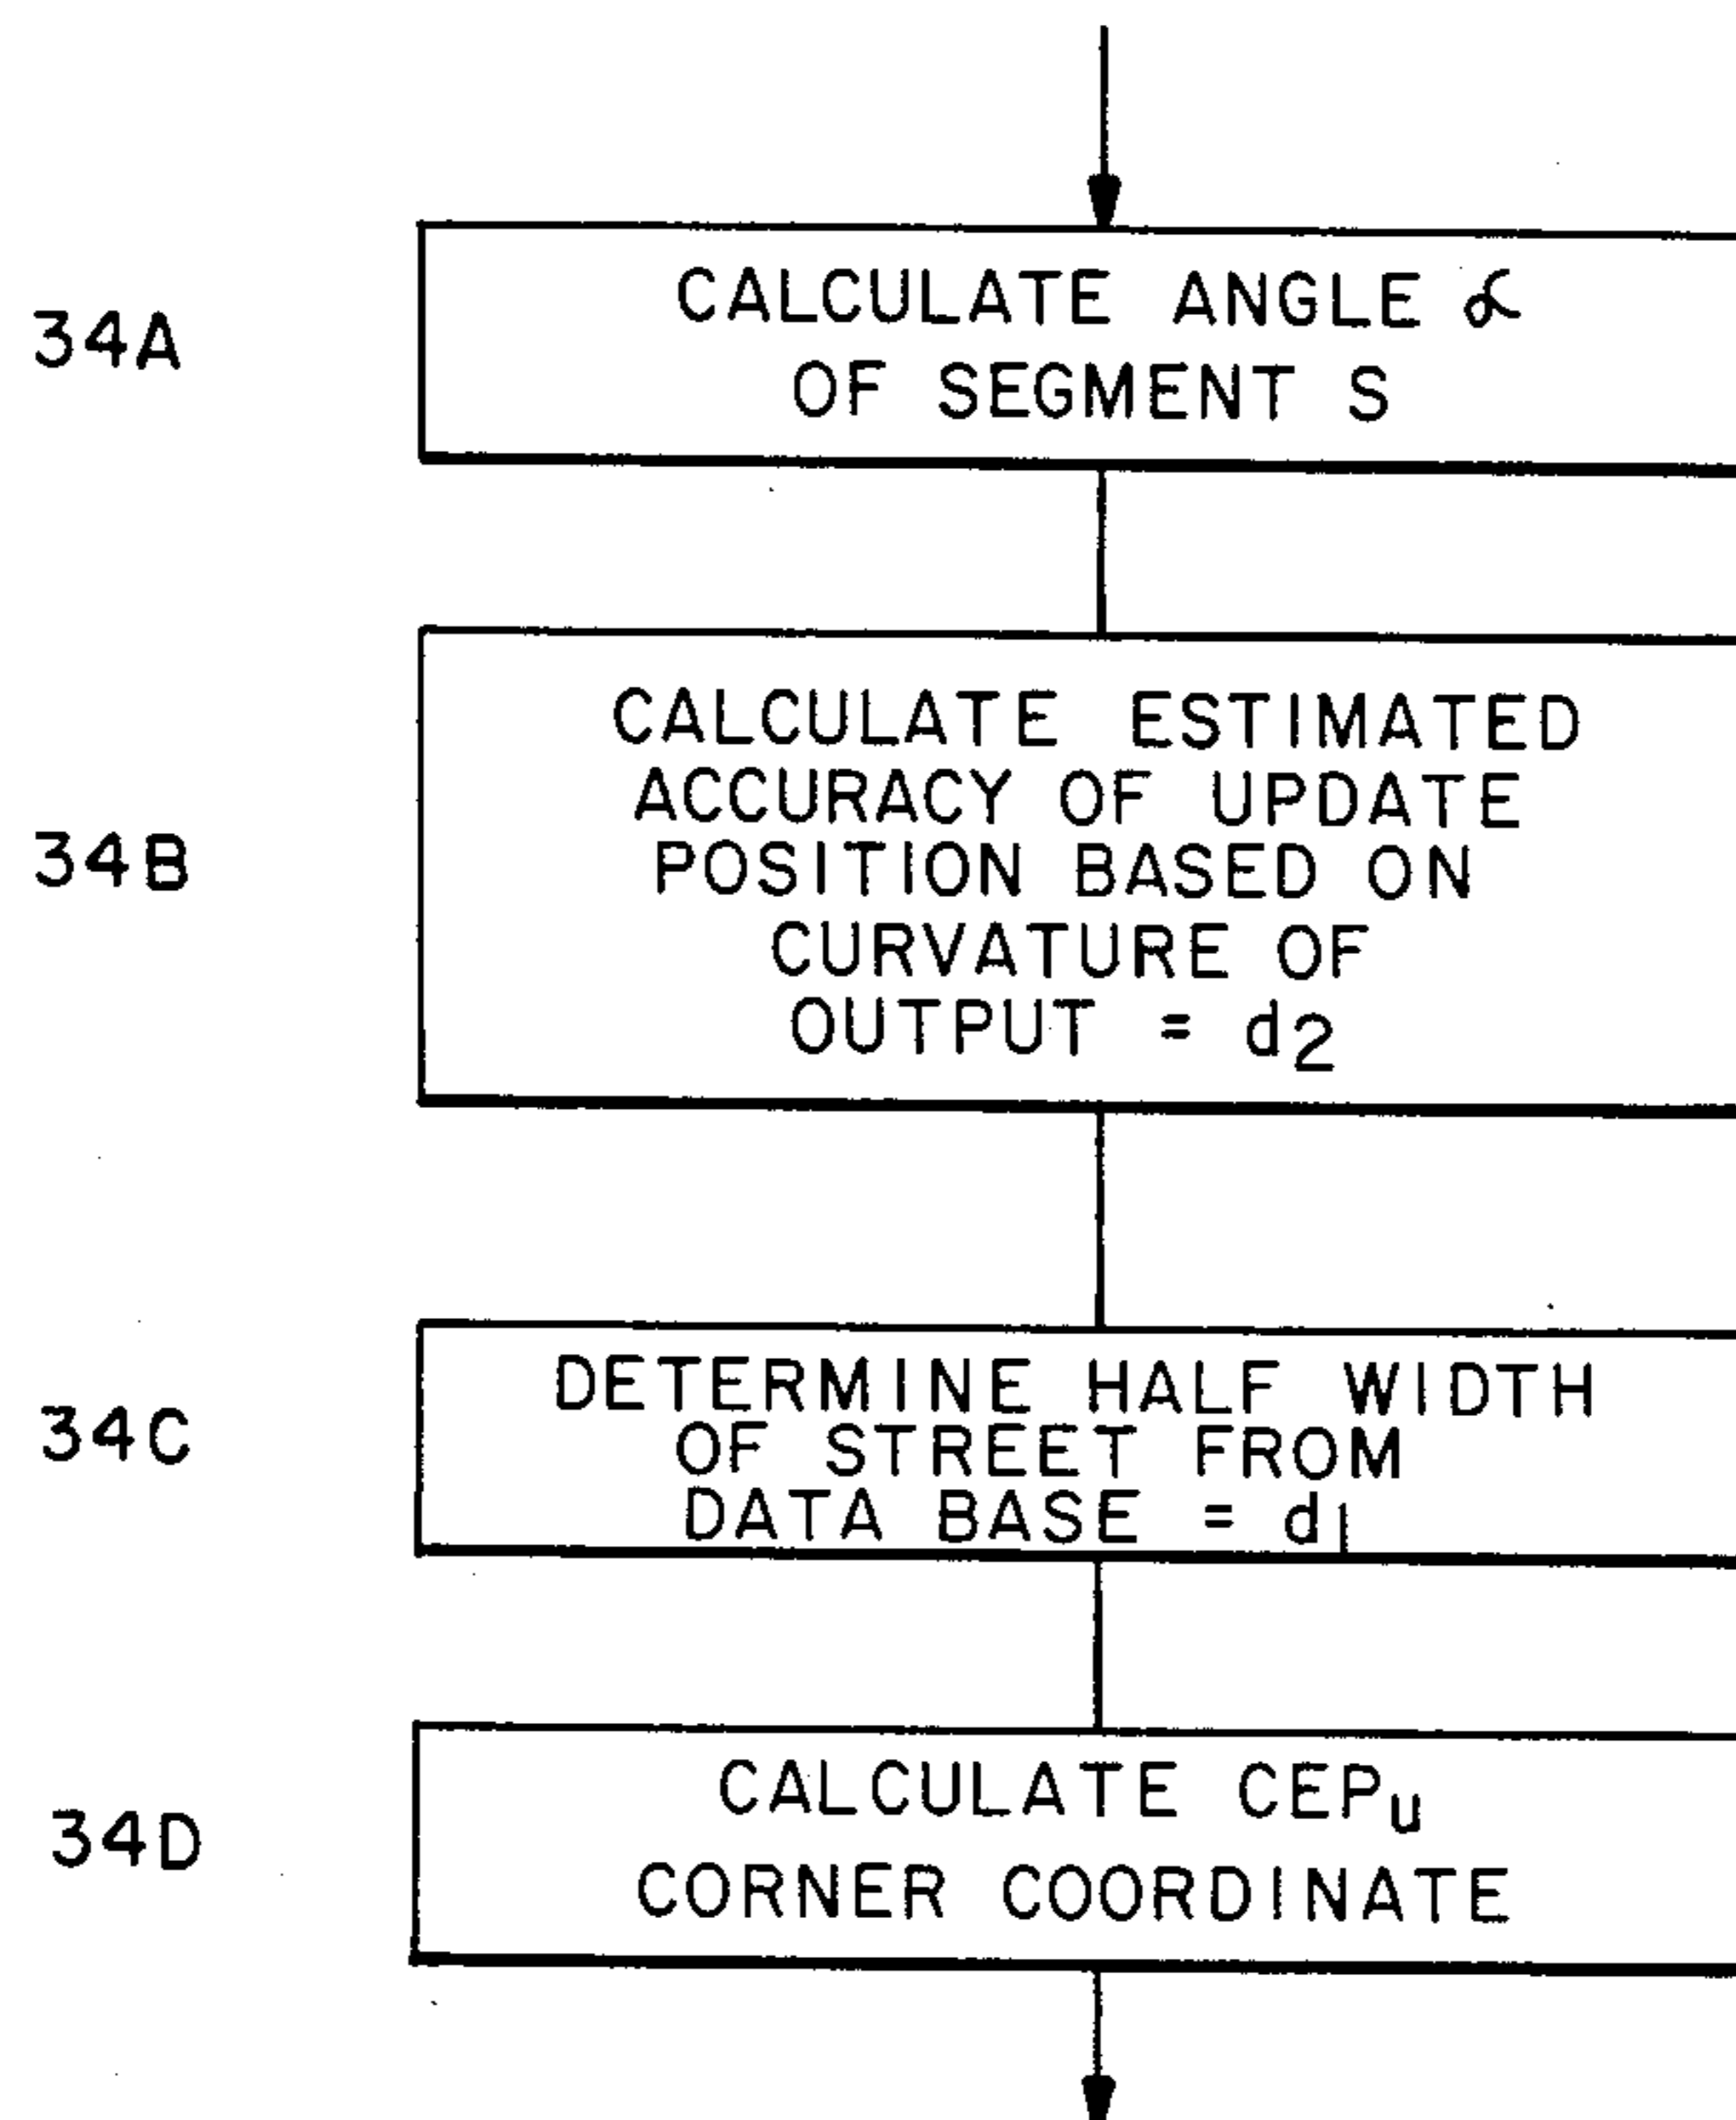 34A
CALCULATE ANGLE α
OF SEGMENT S
34B
CALCULATE ESTIMATED
ACCURACY OF UPDATE
POSITION BASED ON
CURVATURE OF
OUTPUT = d2
34C
DETERMINE HALF WIDTH
OF STREET FROM
DATA BASE = d1
34D
CALCULATE CEPu
CORNER COORDINATE